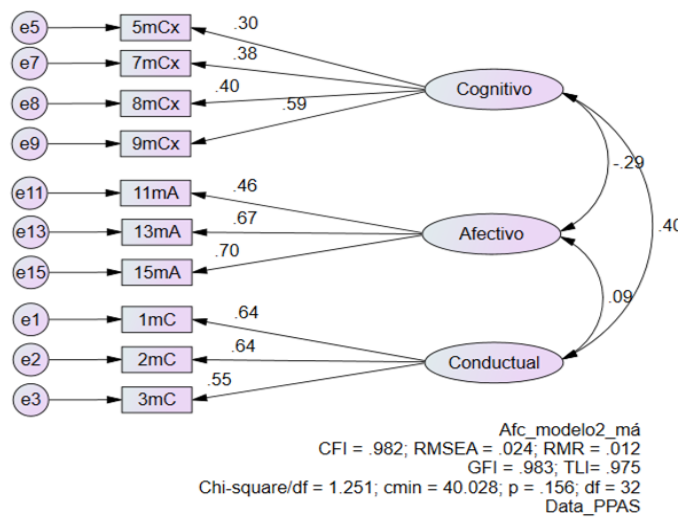 e5 5mCx .30
e7 7mCx .38
e8 8mCx .40
Cognitivo
e9 9mCx .59
-.29
e11 11mA .46
.40
e13 13mA .67
Afectivo
e15 15mA .70
.09
e1 1mC .64
e2 2mC .64
Conductual
e3 3mC .55
Afc_modelo2_má
CFI = .982; RMSEA = .024; RMR = .012
GFI = .983; TLI= .975
Chi-square/df = 1.251; cmin = 40.028; p = .156; df = 32
Data_PPAS